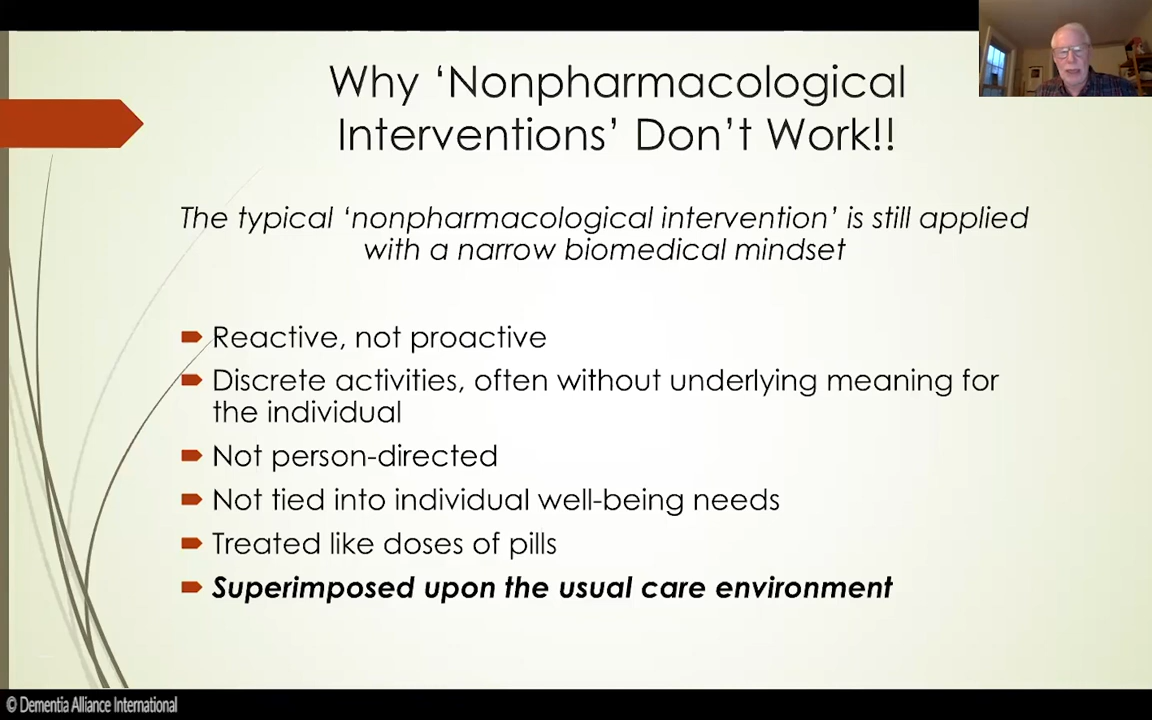 Why ‘Nonpharmacological
Interventions’ Don’t Work!!
The typical ‘nonpharmacological intervention’ is still applied
with a narrow biomedical mindset
Reactive, not proactive
Discrete activities, often without underlying meaning for
the individual
Not person-directed
Not tied into individual well-being needs
Treated like doses of pills
Superimposed upon the usual care environment
© Dementia Alliance International